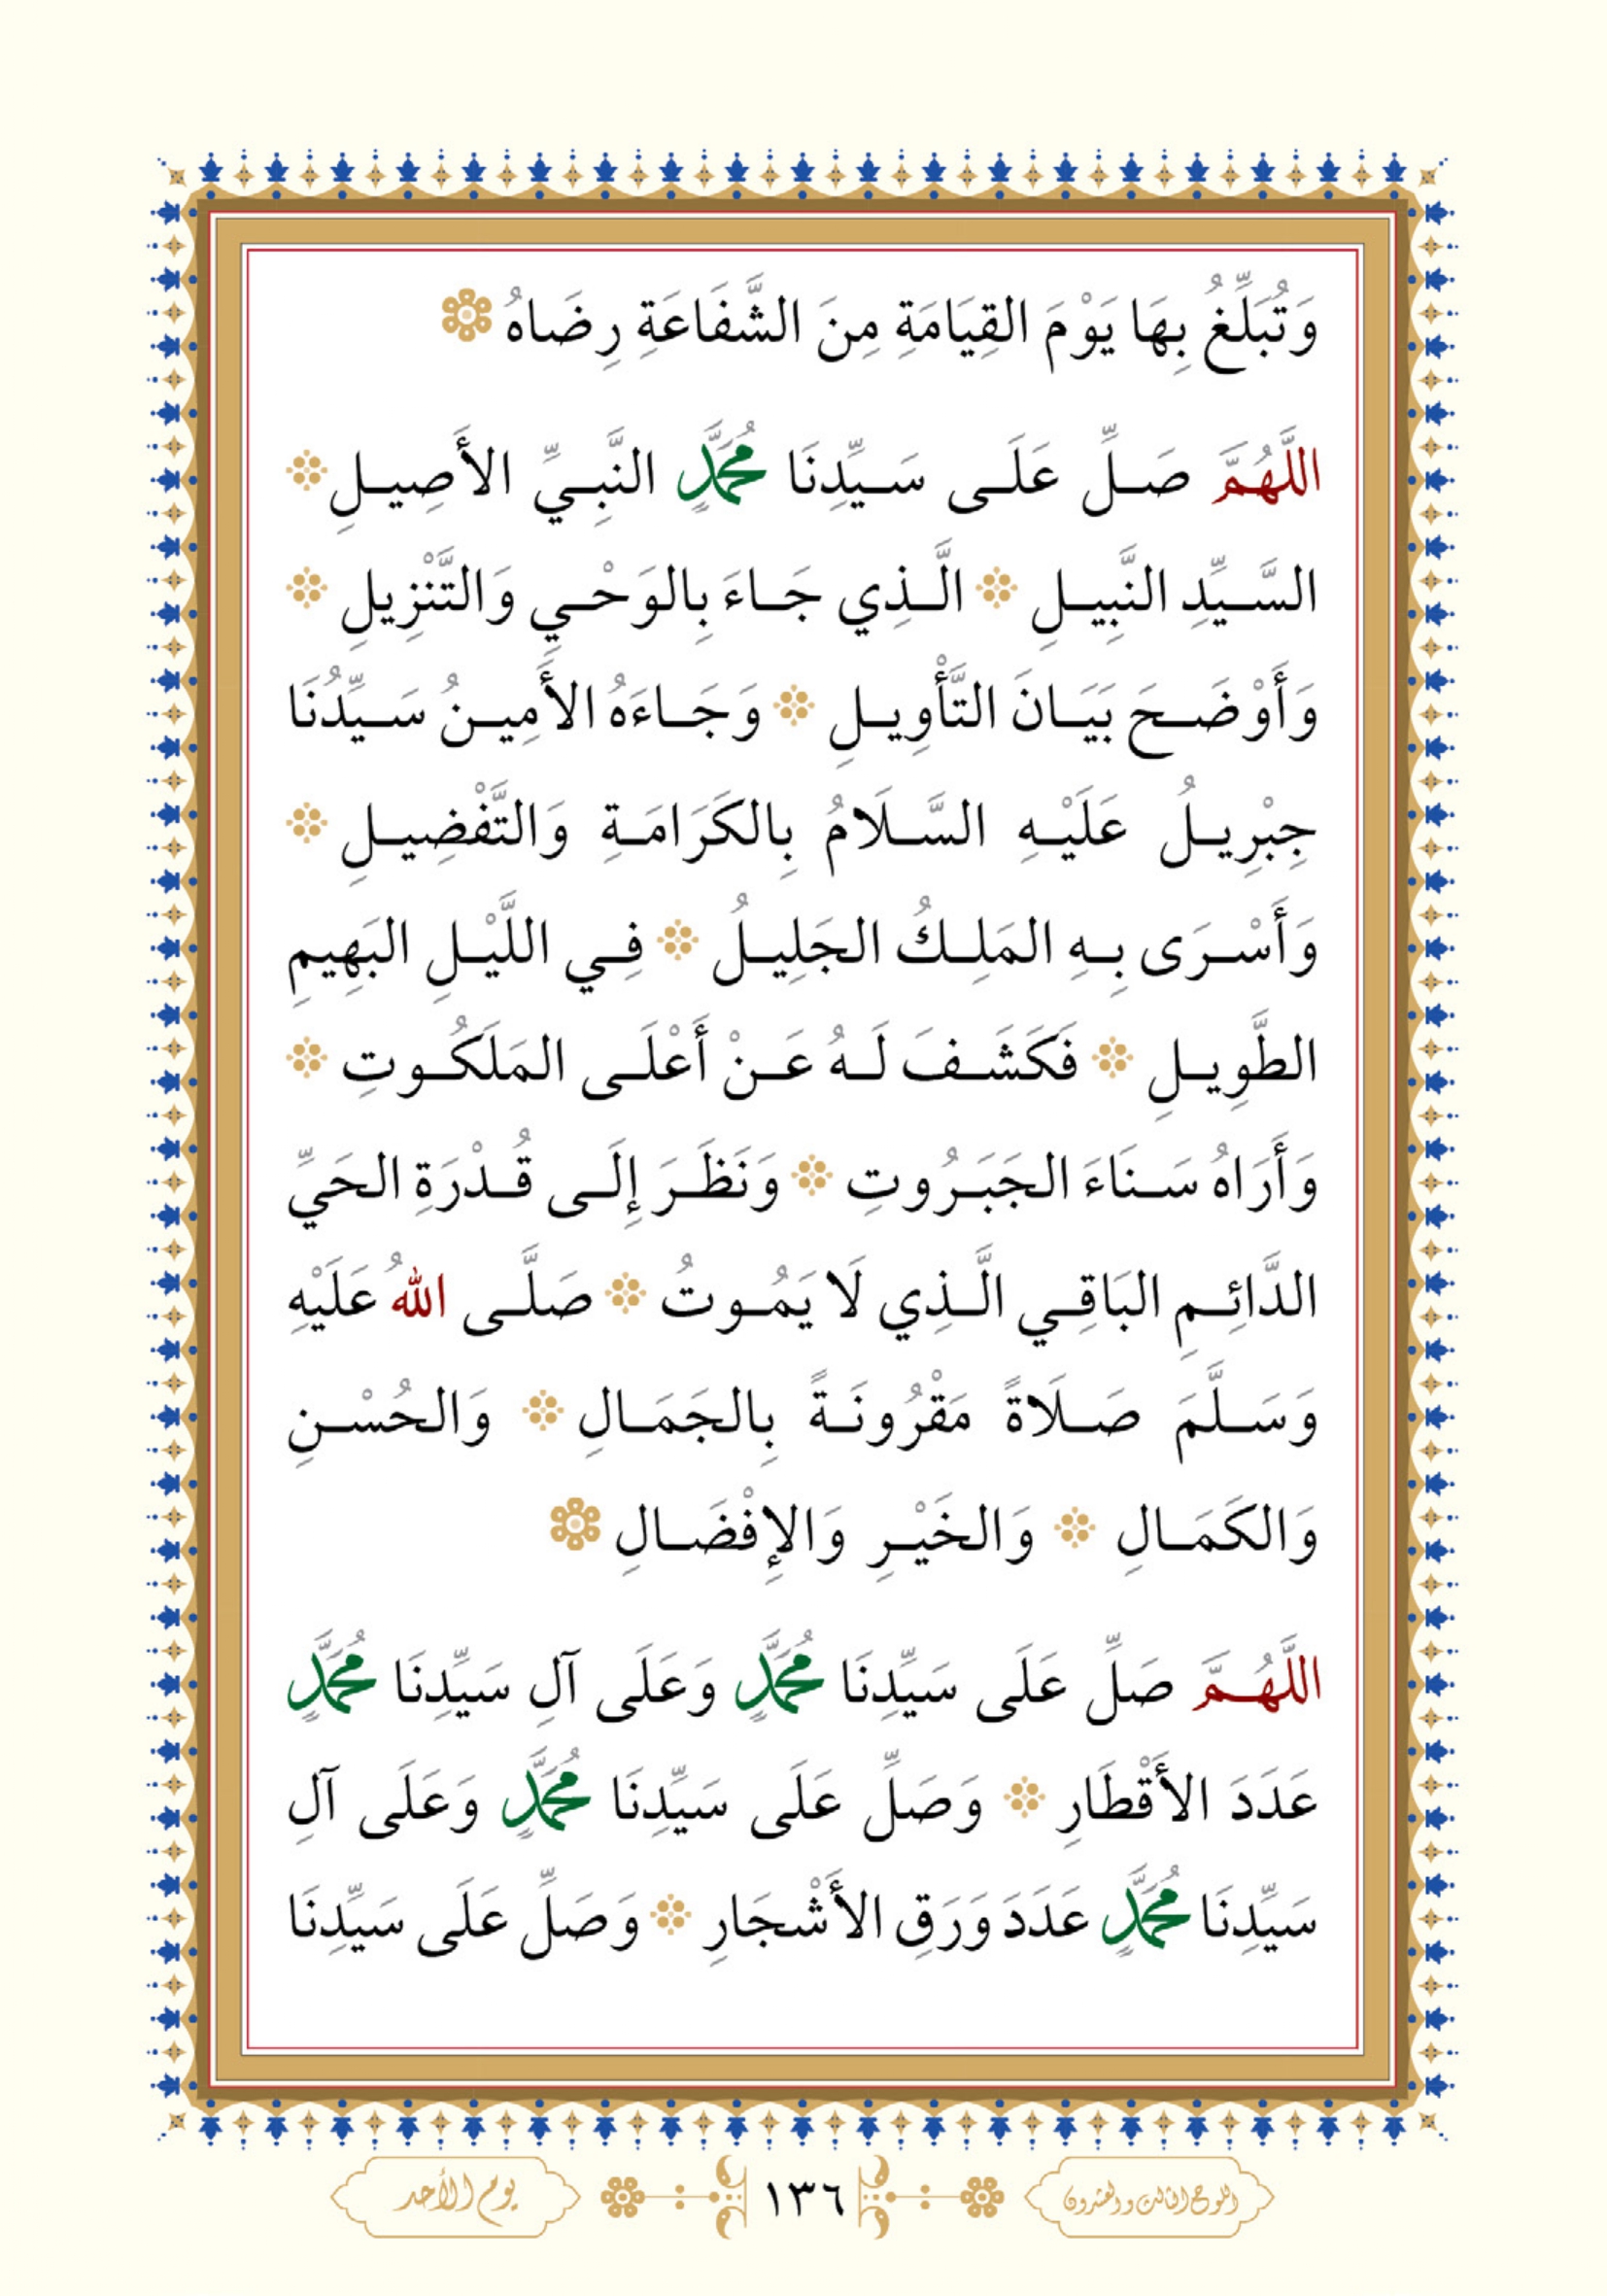 وَتُبَلِّغُ بِهَا يَوْمَ القِيَامَةِ مِنَ الشَّفَاعَةِ رِضَاهُ
اللَّهُمَّ صَلِّ عَلَى سَيِّدِنَا مُحَمَّدٍ النَّبِيِّ الأَصِيلِ
السَّيِّدِ النَّبِيلِ الَّذِي جَاءَ بِالوَحْيِ وَالتَّنْزِيلِ
وَأَوْضَحَ بَيَانَ التَّأْوِيلِ وَجَاءَهُ الأَمِينُ سَيِّدُنَا
جِبْرِيلُ عَلَيْهِ السَّلَامُ بِالكَرَامَةِ وَالتَّفْضِيلِ
وَأَسْرَى بِهِ المَلِكُ الجَلِيلُ فِي اللَّيْلِ البَهِيمِ
الطَّوِيلِ فَكَشَفَ لَهُ عَنْ أَعْلَى المَلَكُوتِ
وَأَرَاهُ سَنَاءَ الجَبَرُوتِ وَنَظَرَ إِلَى قُدْرَةِ الحَيِّ
الدَّائِمِ البَاقِي الَّذِي لَا يَمُوتُ صَلَّى اللهُ عَلَيْهِ
وَسَلَّمَ صَلَاةً مَقْرُونَةً بِالجَمَالِ وَالحُسْنِ
وَالكَمَالِ وَالخَيْرِ وَالإِفْضَالِ
اللَّهُمَّ صَلِّ عَلَى سَيِّدِنَا مُحَمَّدٍ وَعَلَى آلِ سَيِّدِنَا مُحَمَّدٍ
عَدَدَ الأَقْطَارِ وَصَلِّ عَلَى سَيِّدِنَا مُحَمَّدٍ وَعَلَى آلِ
سَيِّدِنَا مُحَمَّدٍ عَدَدَ وَرَقِ الأَشْجَارِ وَصَلِّ عَلَى سَيِّدِنَا
اللوح الثالث والعشرون ١٣٦ يوم الأحد